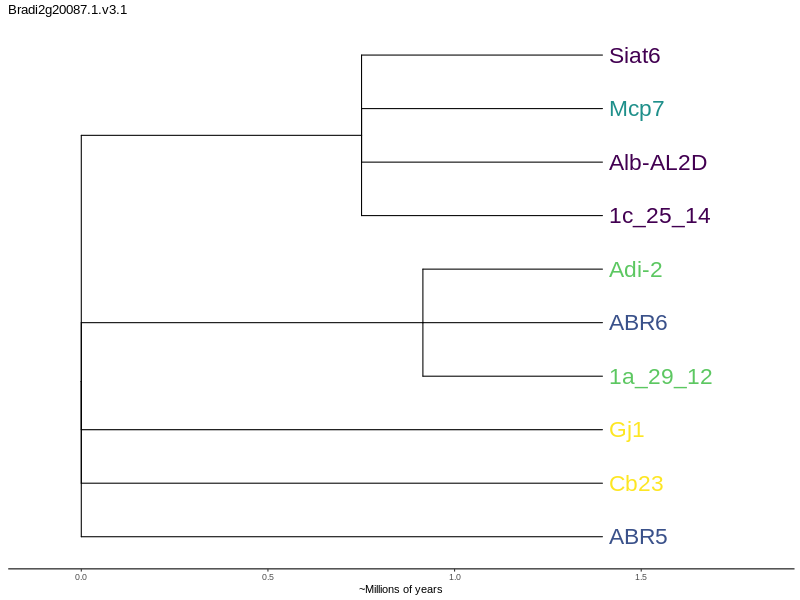 Bradi2g20087.1.v3.1
Siat6
Mcp7
Alb-AL2D
1c_25_14
Adi-2
ABR6
1a_29_12
Gj1
Cb23
ABR5
0.0 0.5 1.0 1.5
~Millions of years